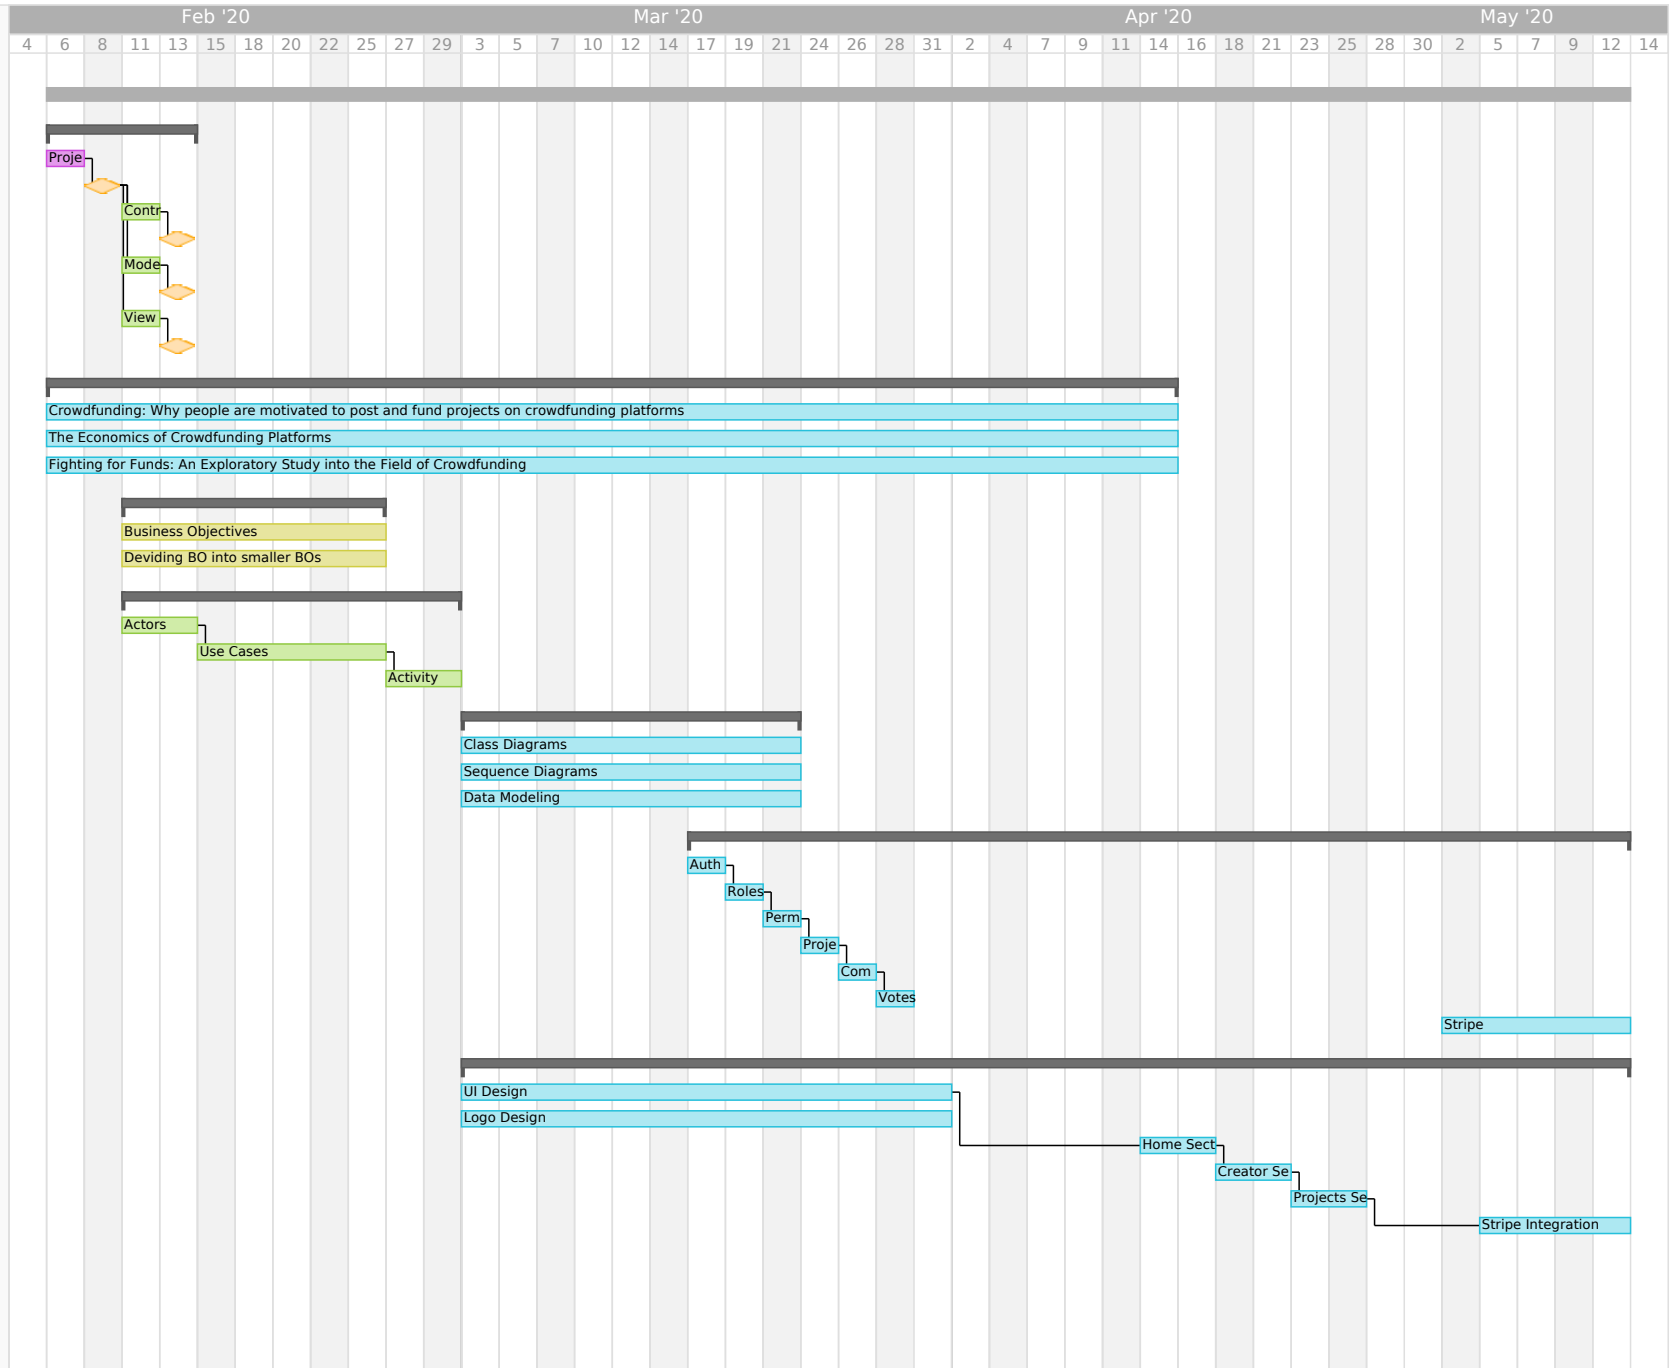 Feb '20 Mar '20 Apr '20 May '20
4 6 8 11 13 15 18 20 22 25 27 29 3 5 7 10 12 14 17 19 21 24 26 28 31 2 4 7 9 11 14 16 18 21 23 25 28 30 2 5 7 9 12 14
Proje
Contr
Mode
View
Crowdfunding: Why people are motivated to post and fund projects on crowdfunding platforms
The Economics of Crowdfunding Platforms
Fighting for Funds: An Exploratory Study into the Field of Crowdfunding
Business Objectives
Deviding BO into smaller BOs
Actors
Use Cases
Activity
Class Diagrams
Sequence Diagrams
Data Modeling
Auth
Roles
Perm
Proje
Com
Votes
Stripe
UI Design
Logo Design
Home Sect
Creator Se
Projects Se
Stripe Integration